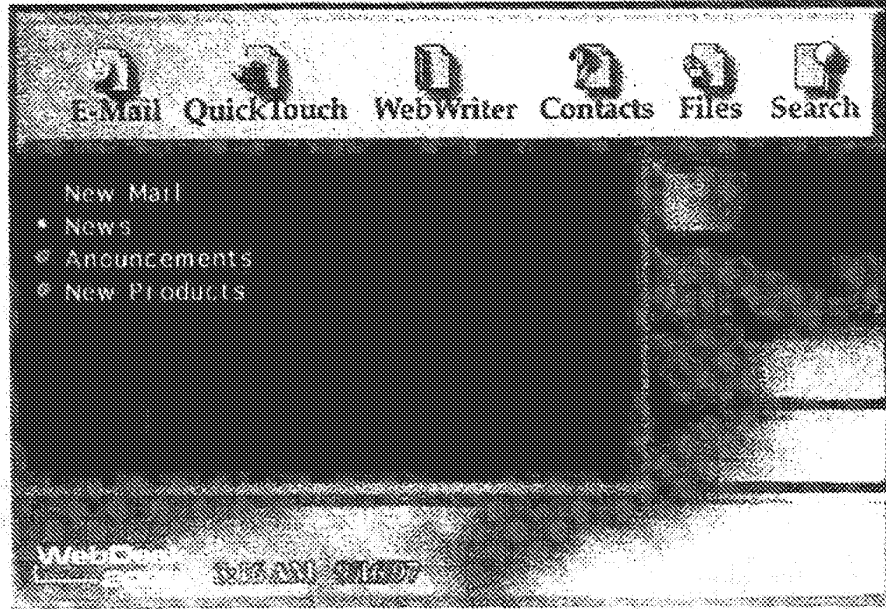 E-Mail QuickTouch WebWriter Contacts Files Search
New Mail
News
Anouncements
New Products